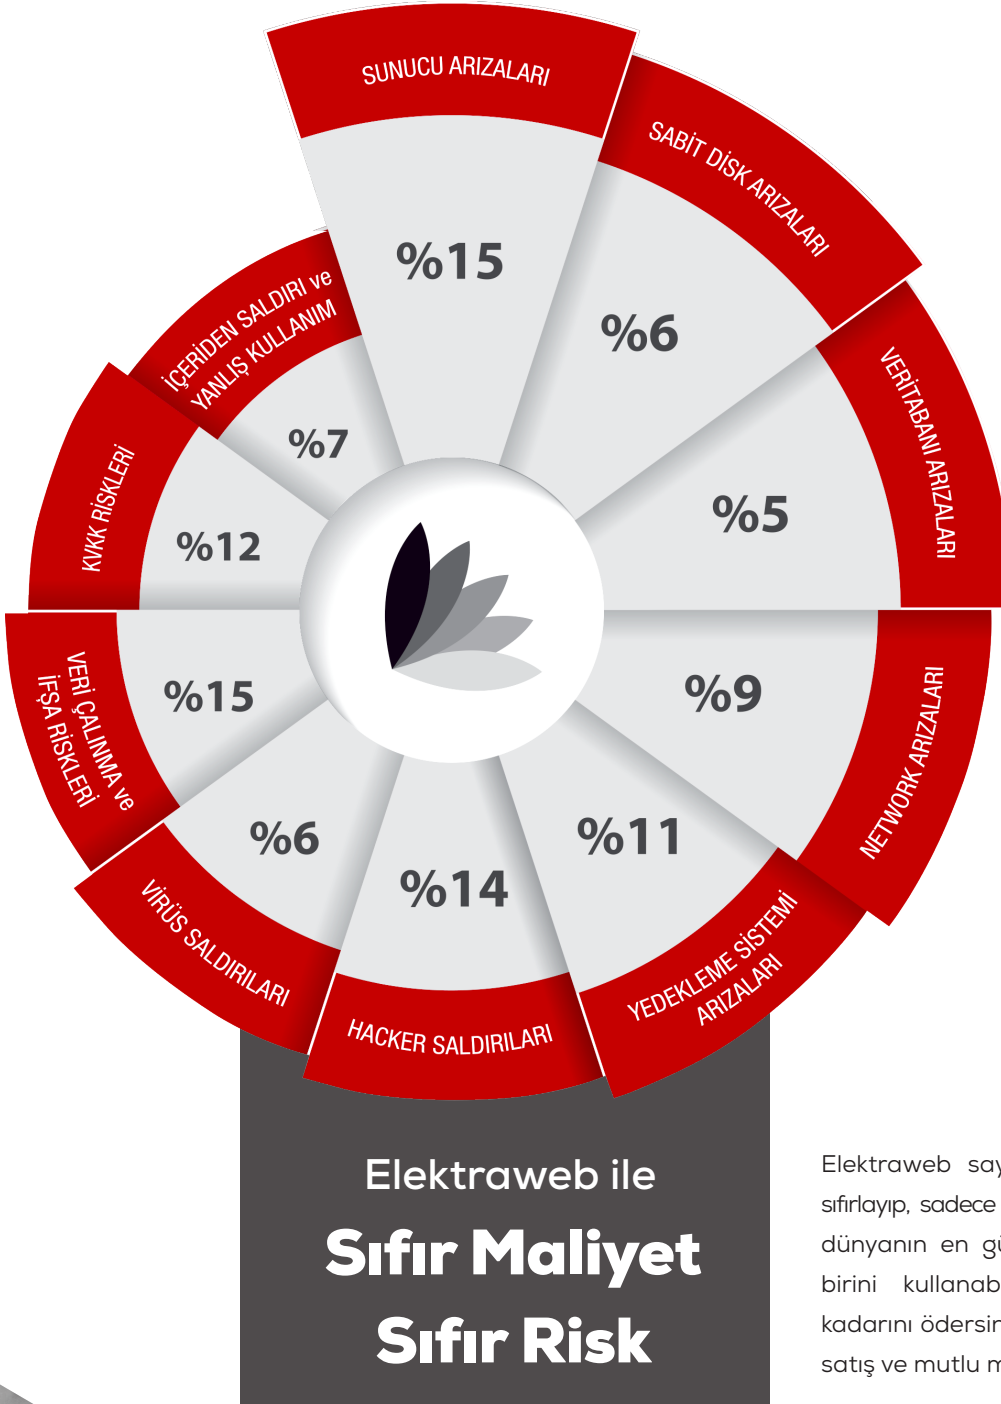 SUNUCU ARIZALARI
%15
SABİT DİSK ARIZALARI
%6
VERİTABANI ARIZALARI
%5
NETWORK ARIZALARI
%9
YEDEKLEME SİSTEMİ
ARIZALARI
%11
HACKER SALDIRILARI
%14
VİRÜS SALDIRILARI
%6
VERİ ÇALINMA ve
İFŞA RİSKLERİ
%15
KVKK RİSKLERİ
%12
İÇERİDEN SALDIRI ve
YANLIŞ KULLANIM
%7
Elektraweb ile
Sıfır Maliyet
Sıfır Risk
Elektraweb
sıfırlayıp, sadece
dünyanın en
birini
kadarını
satış ve mutlu